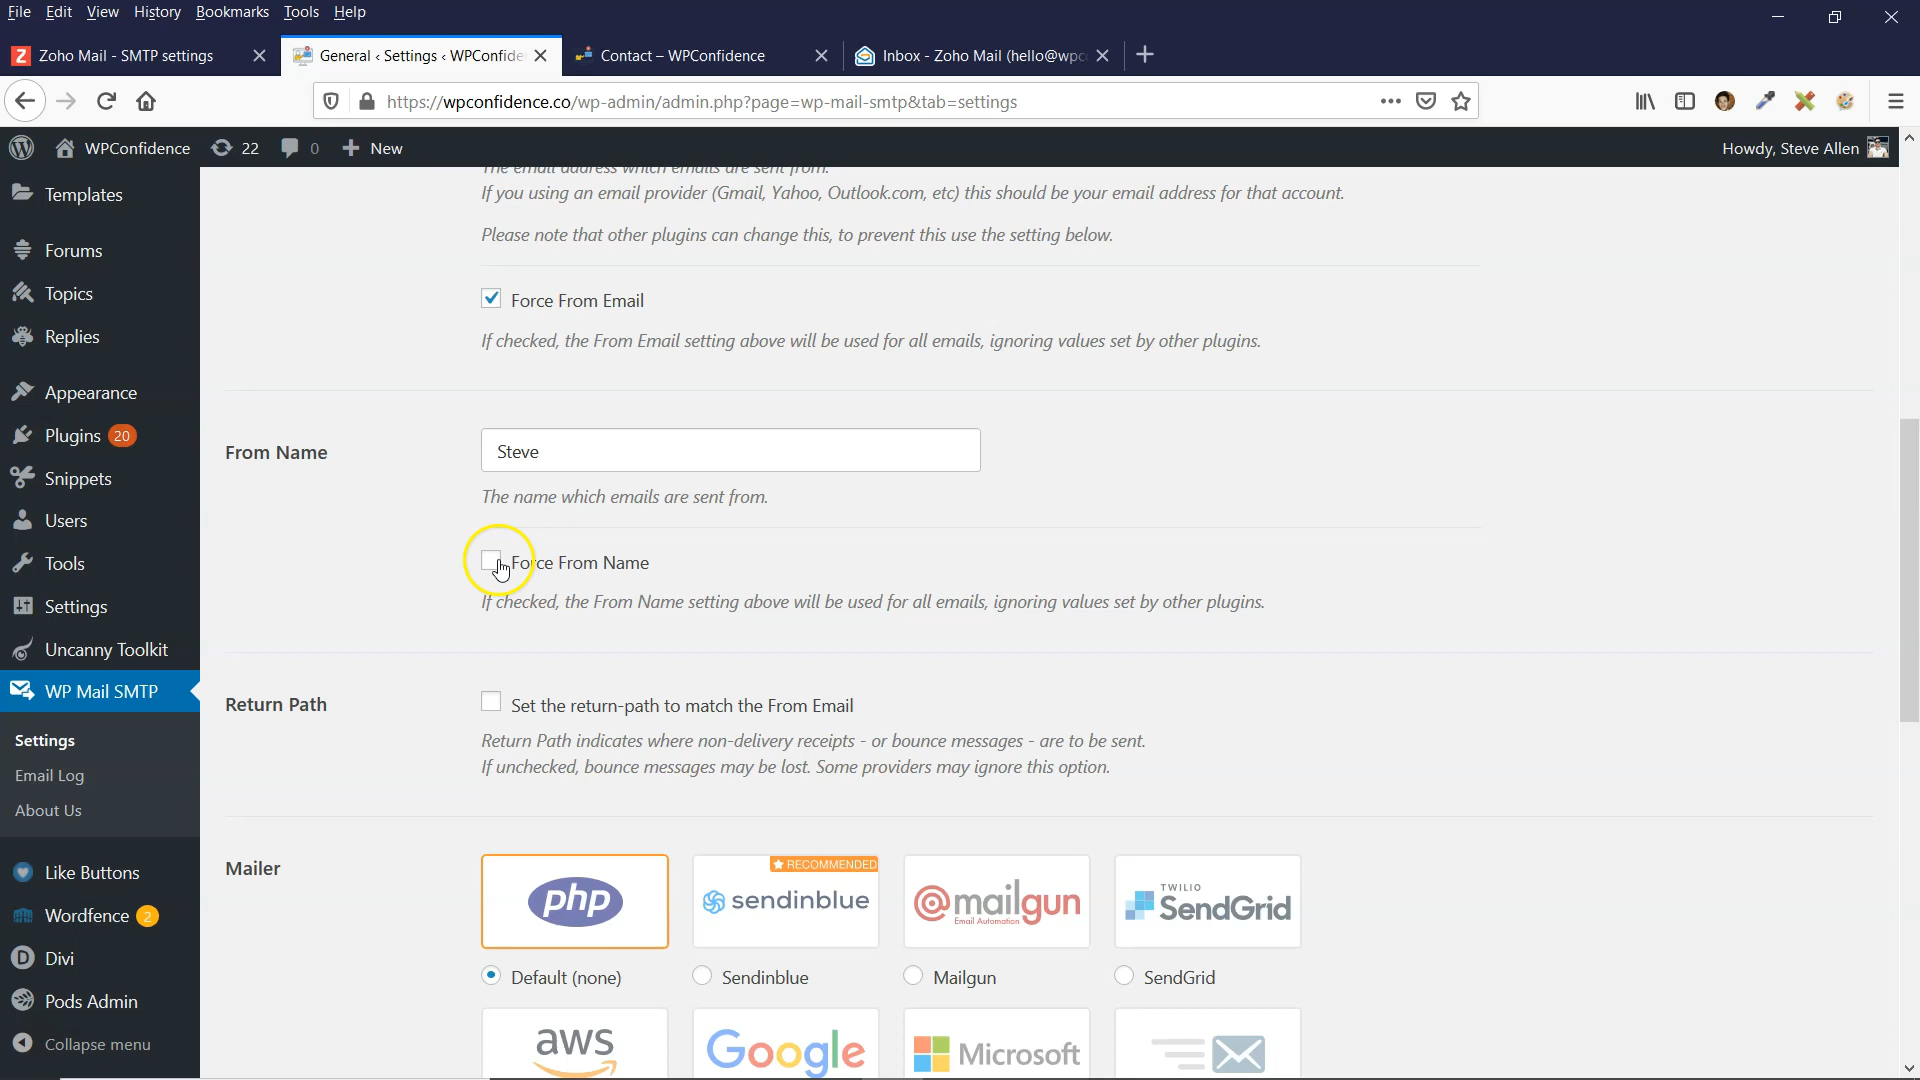 File Edit View History Bookmarks Tools Help
Zoho Mail - SMTP settings
General ‹ Settings ‹ WPConfide
Contact – WPConfidence
Inbox - Zoho Mail (hello@wpc
https://wpconfidence.co/wp-admin/admin.php?page=wp-mail-smtp&tab=settings
WPConfidence 22 0 New
Howdy, Steve Allen
Templates
Forums
Topics
Replies
Appearance
Plugins 20
Snippets
Users
Tools
Settings
Uncanny Toolkit
WP Mail SMTP
Settings
Email Log
About Us
Like Buttons
Wordfence 2
Divi
Pods Admin
Collapse menu
The email address which emails are sent from.
If you using an email provider (Gmail, Yahoo, Outlook.com, etc) this should be your email address for that account.
Please note that other plugins can change this, to prevent this use the setting below.
Force From Email
If checked, the From Email setting above will be used for all emails, ignoring values set by other plugins.
From Name
Steve
The name which emails are sent from.
Force From Name
If checked, the From Name setting above will be used for all emails, ignoring values set by other plugins.
Return Path
Set the return-path to match the From Email
Return Path indicates where non-delivery receipts - or bounce messages - are to be sent.
If unchecked, bounce messages may be lost. Some providers may ignore this option.
Mailer
php
RECOMMENDED
sendinblue
@mailgun
Email Automation
TWILIO
SendGrid
Default (none)
Sendinblue
Mailgun
SendGrid
aws
Google
Microsoft